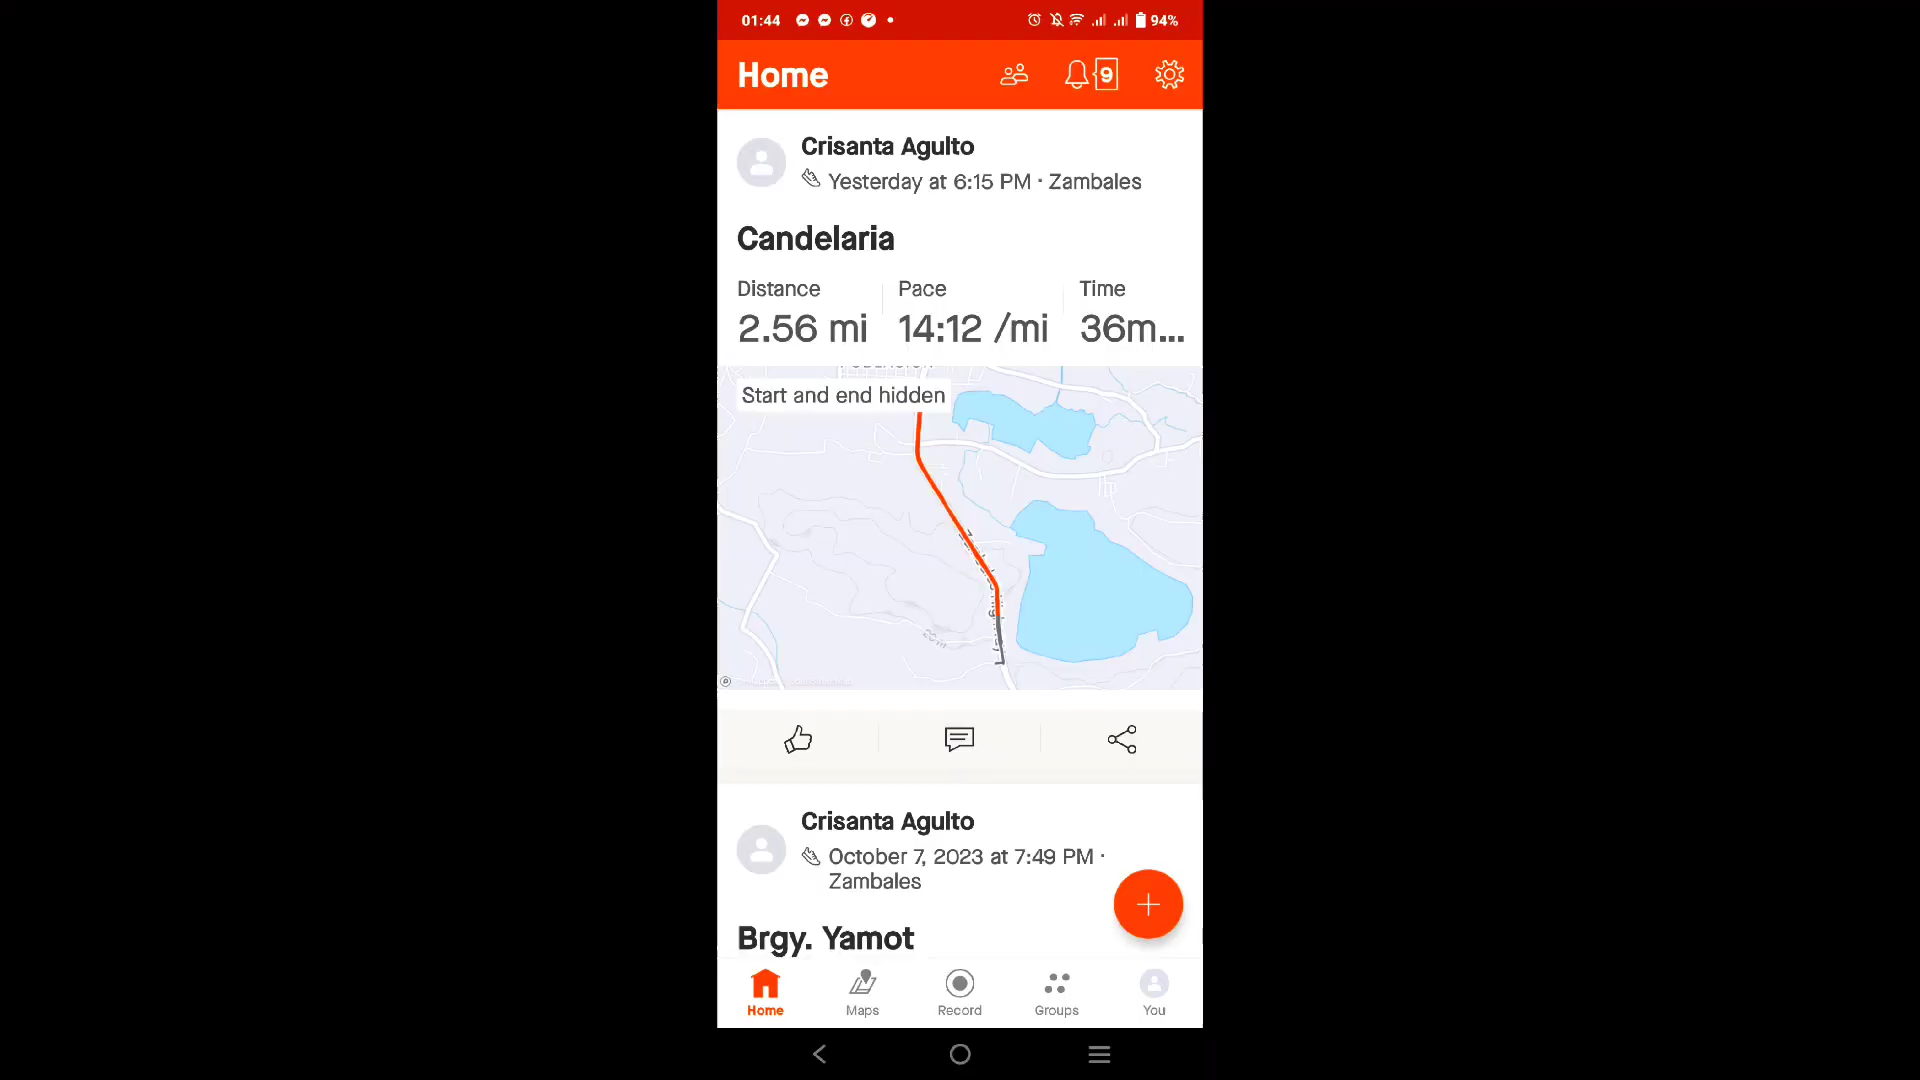 01:44
94%
Home
9
Crisanta Agulto
Yesterday at 6:15 PM · Zambales
Candelaria
Distance Pace Time
2.56 mi 14:12 /mi 36m...
Start and end hidden
20 m
Crisanta Agulto
October 7, 2023 at 7:49 PM ·
Zambales
Brgy. Yamot
Home Maps Record Groups You